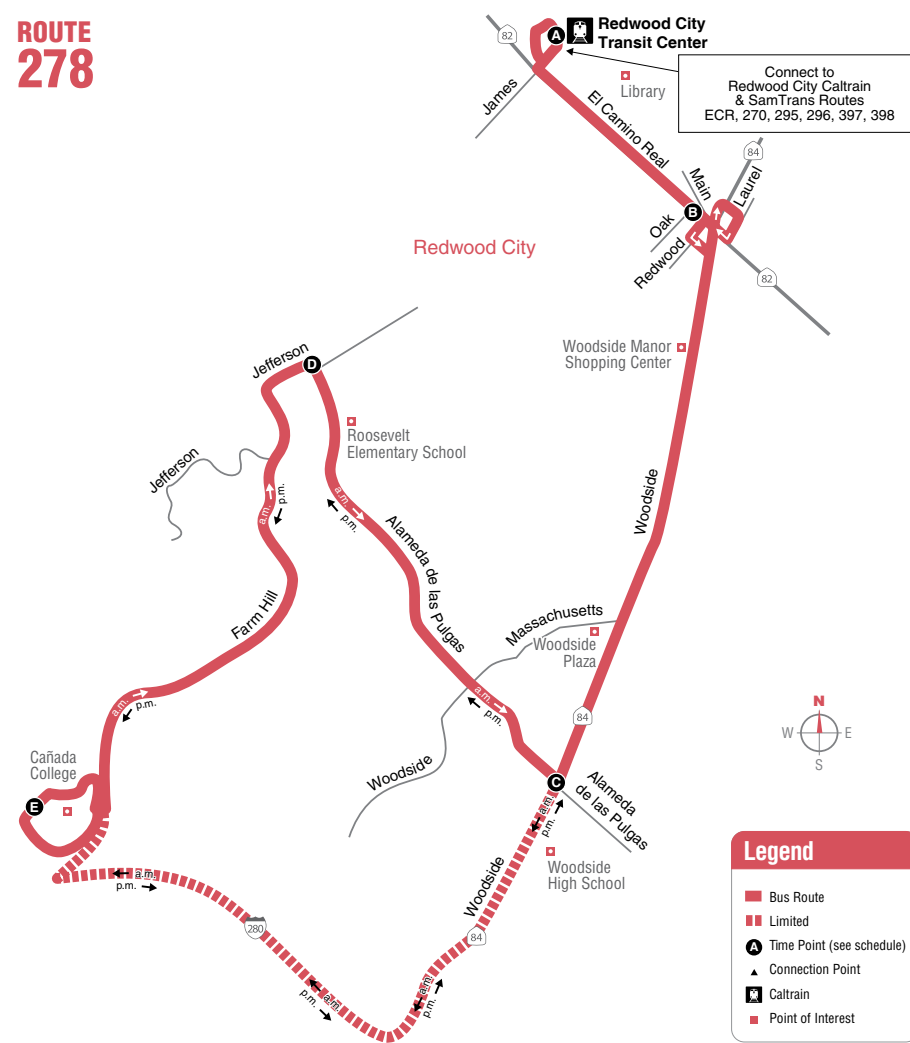 ROUTE
278
82
A
Redwood City
Transit Center
Connect to
Redwood City Caltrain
& SamTrans Routes
ECR, 270, 295, 296, 397, 398
Library
James
El Camino Real
84
Main
Laurel
B
Oak
Redwood
82
Redwood City
Woodside Manor
Shopping Center
Jefferson
D
Roosevelt
Elementary School
Jefferson
a.m.
p.m.
a.m.
p.m.
Alameda de las Pulgas
Woodside
Farm Hill
Massachusetts
Woodside
Plaza
a.m.
p.m.
a.m.
p.m.
84
N
W
E
S
Cañada
College
E
Woodside
C
Alameda
de las Pulgas
a.m.
p.m.
Woodside
High School
Woodside
a.m.
p.m.
280
84
a.m.
p.m.
a.m.
p.m.
Legend
Bus Route
Limited
A Time Point (see schedule)
Connection Point
Caltrain
Point of Interest